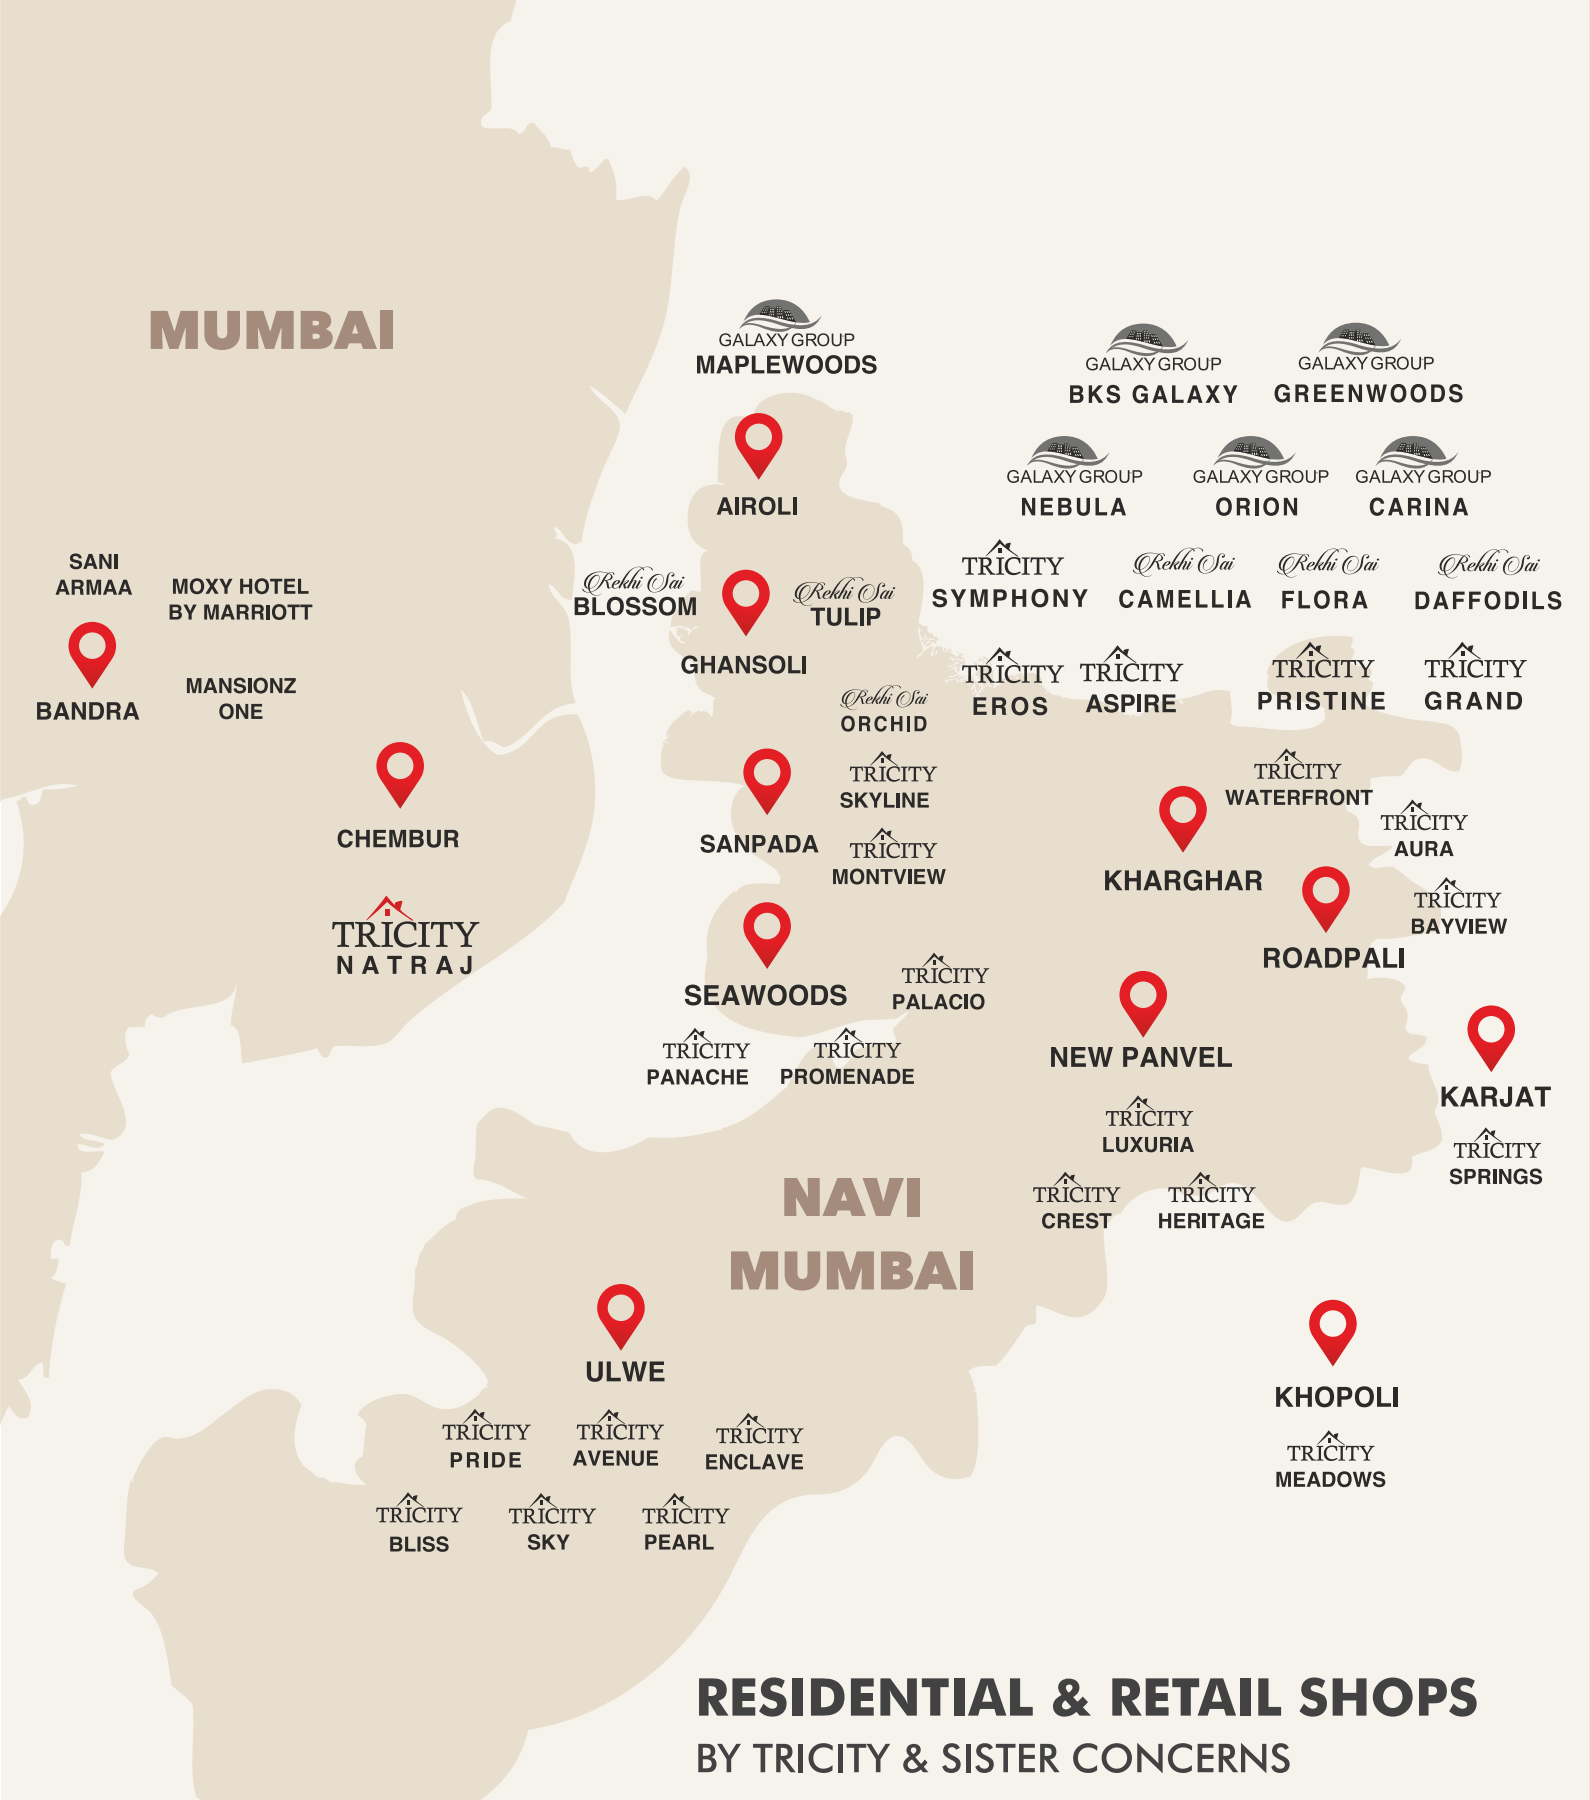 MUMBAI
GALAXY GROUP
MAPLEWOODS
AIROLI
GALAXY GROUP
BKS GALAXY
GALAXY GROUP
GREENWOODS
GALAXY GROUP
NEBULA
GALAXY GROUP
ORION
GALAXY GROUP
CARINA
SANI
ARMAA
MOXY HOTEL
BY MARRIOTT
BANDRA
MANSIONZ
ONE
Rekhi Sai
BLOSSOM
GHANSOLI
Rekhi Sai
TULIP
TRICITY
SYMPHONY
Rekhi Sai
CAMELLIA
Rekhi Sai
FLORA
Rekhi Sai
DAFFODILS
TRICITY
EROS
TRICITY
ASPIRE
TRICITY
PRISTINE
TRICITY
GRAND
Rekhi Sai
ORCHID
TRICITY
SKYLINE
SANPADA
TRICITY
MONTVIEW
CHEMBUR
TRICITY
NATRAJ
TRICITY
WATERFRONT
KHARGHAR
TRICITY
AURA
TRICITY
BAYVIEW
ROADPALI
SEAWOODS
TRICITY
PALACIO
TRICITY
PANACHE
TRICITY
PROMENADE
NEW PANVEL
TRICITY
LUXURIA
TRICITY
CREST
TRICITY
HERITAGE
KARJAT
TRICITY
SPRINGS
NAVI
MUMBAI
ULWE
TRICITY
PRIDE
TRICITY
AVENUE
TRICITY
ENCLAVE
TRICITY
BLISS
TRICITY
SKY
TRICITY
PEARL
KHOPOLI
TRICITY
MEADOWS
RESIDENTIAL & RETAIL SHOPS
BY TRICITY & SISTER CONCERNS